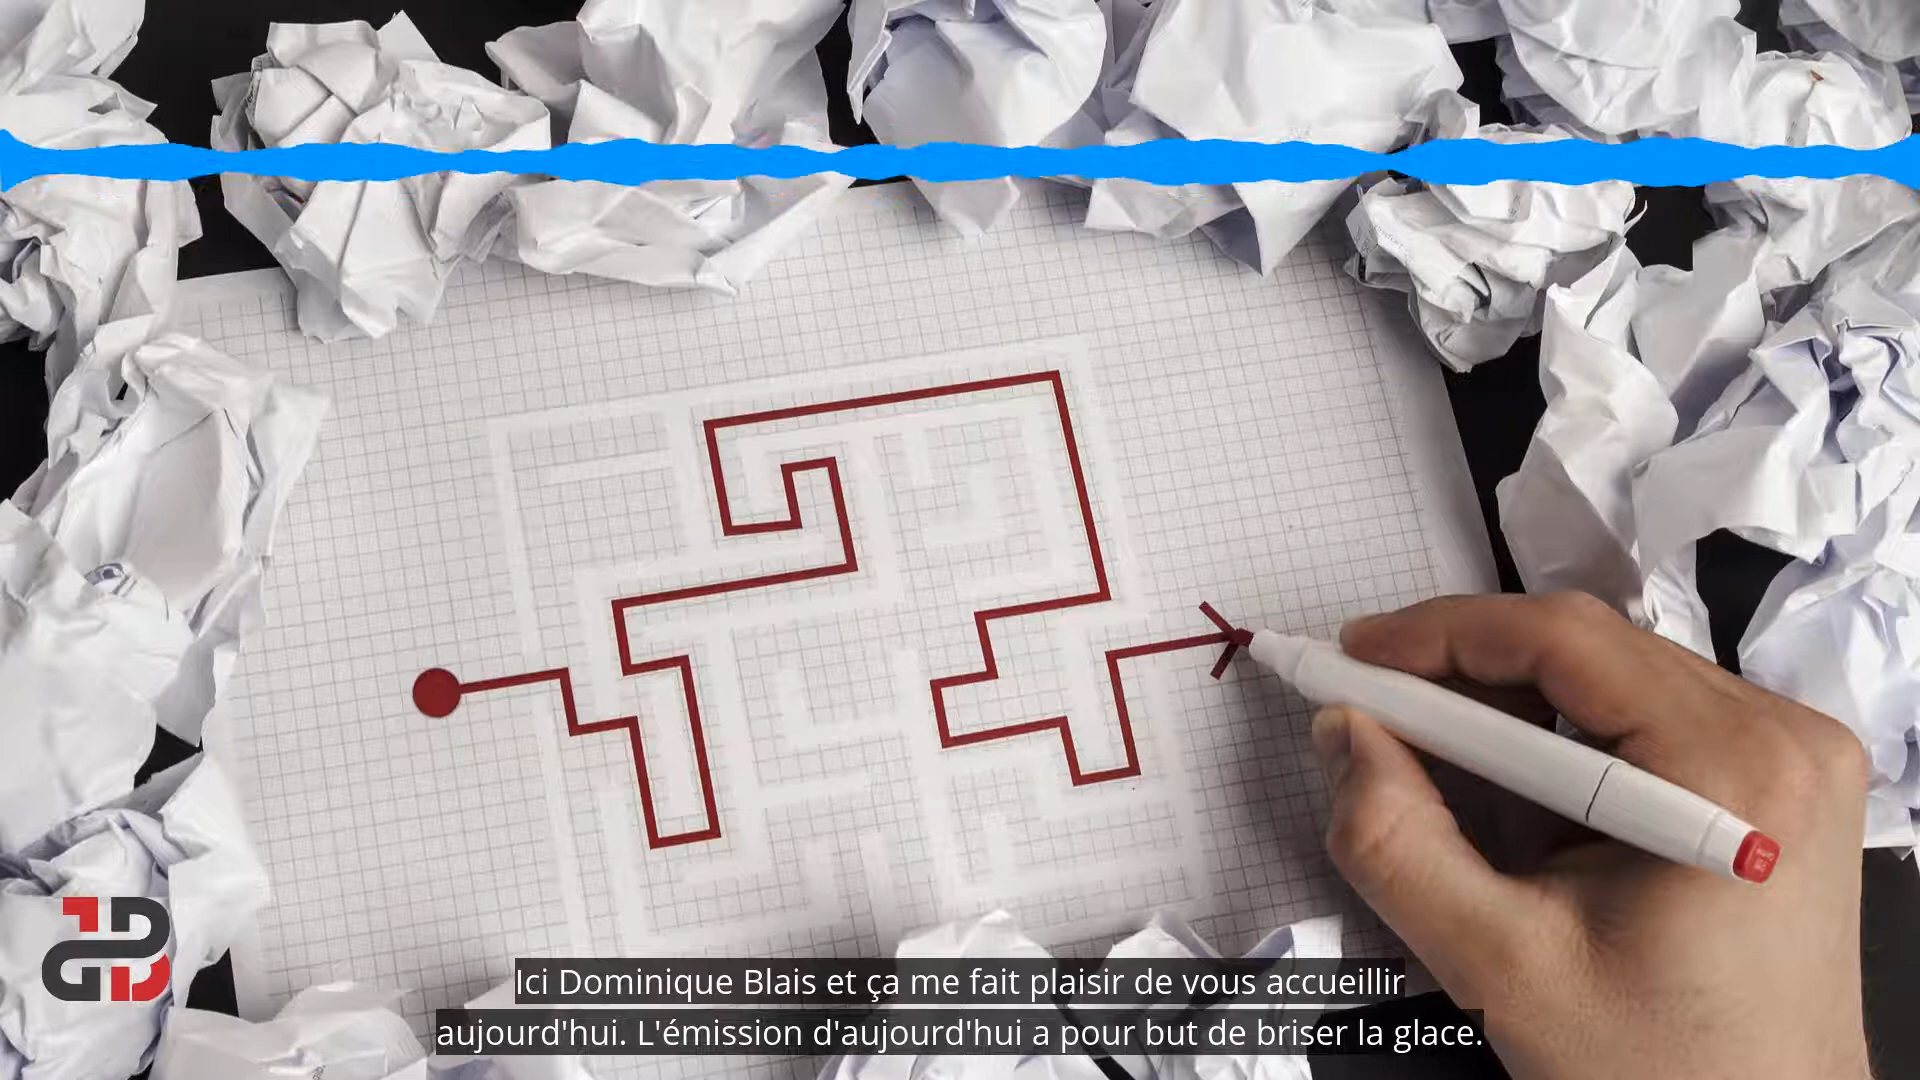 Ici Dominique Blais et ça me fait plaisir de vous accueillir
aujourd'hui. L'émission d'aujourd'hui a pour but de briser la glace.